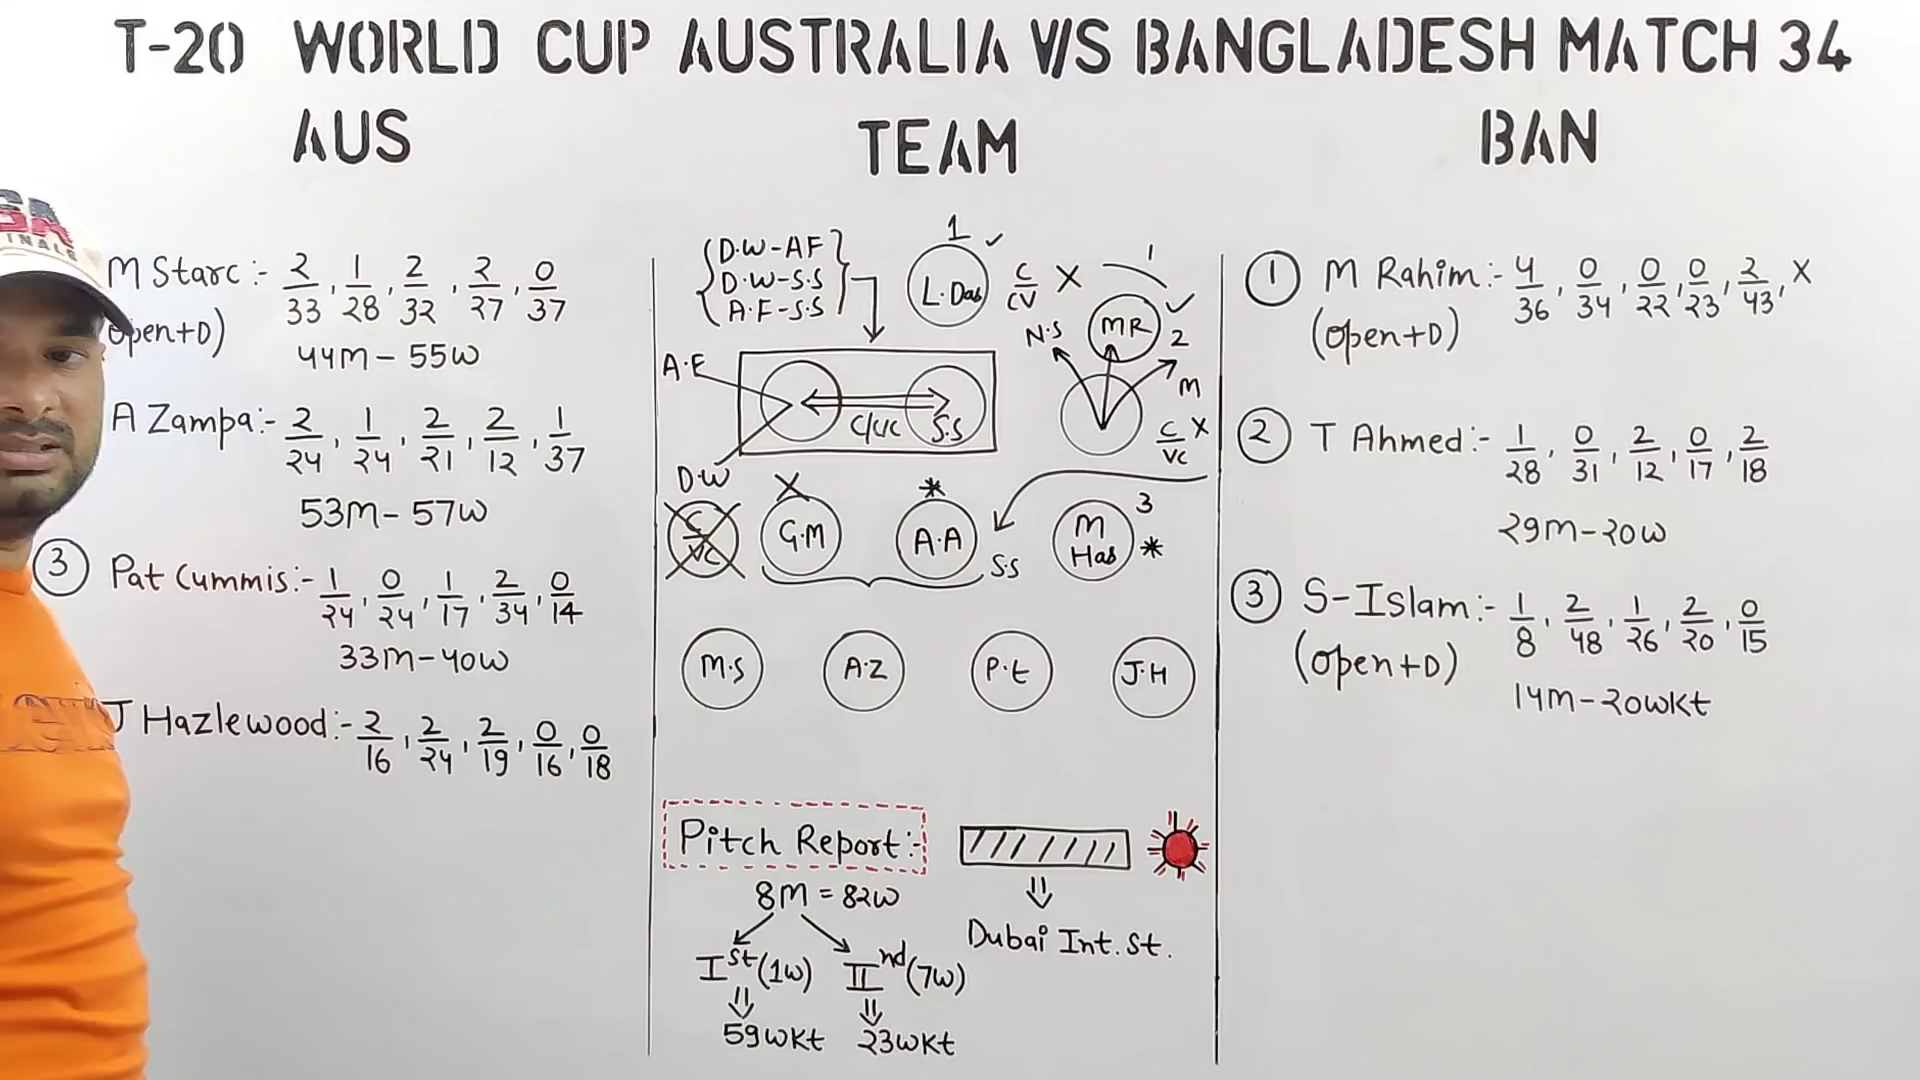 T-20 WORLD CUP AUSTRALIA V/S BANGLADESH MATCH 34
AUS
TEAM
BAN
M Starc:- 2/33, 1/28, 2/32, 2/27, 0/37
open+D)
44M-55W
A Zampa:- 2/24, 1/24, 2/21, 2/12, 1/37
53M-57W
③ Pat Cummis:- 1/24, 0/24, 1/17, 2/34, 0/14
33M-40W
J Hazlewood:- 2/16, 2/24, 2/19, 0/16, 0/18
{D.W-AF}
{D.W-S.S}
{A.F-S.S}
1
L.Das
C/CV X
1
MR
2
N.S
M
C/VC X
A.F
D.W
S.S
C/VC
X
G.M
*
A.A
S.S
M Has
3
*
M.S
A.Z
P.C
J.H
Pitch Report:-
8M = 82W
Ist(1W)
IInd(7W)
59WKt
23WKt
Dubai Int. St.
① M Rahim:- 4/36, 0/34, 0/22, 0/23, 2/43, X
(open+D)
② T Ahmed:- 1/28, 0/31, 2/12, 0/17, 2/18
29M-20W
③ S-Islam:- 1/8, 2/48, 1/26, 2/20, 0/15
(open+D)
14M-20WKt
INALS